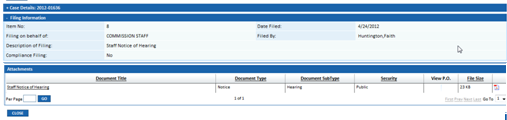 « Case Details: 2012-01636
- Filing Information
Item No: 8 Date Filed: 4/24/2012
Filing on behalf of: COMMISSION STAFF Filed By: Huntington,Faith
Description of Filing: Staff Notice of Hearing
Compliance Filing: No
Attachments
Document Title Document Type Document SubType Security View P.O. File Size
Staff Notice of Hearing Notice Hearing Public 23 KB
Per Page GO 1 of 1 First Prev Next Last Go To 1
CLOSE